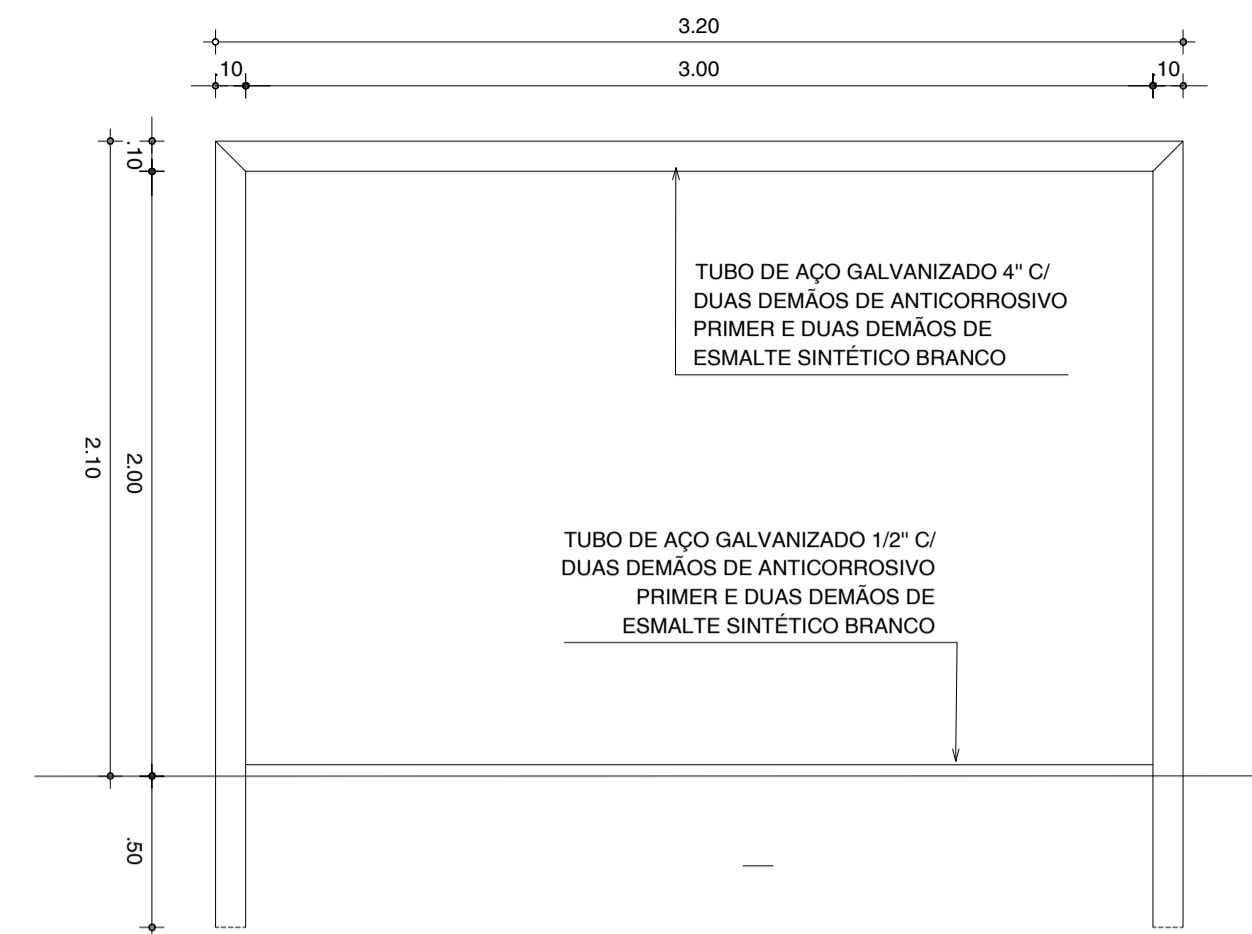 3.20
.10
3.00
.10
.10
TUBO DE AÇO GALVANIZADO 4" C/
DUAS DEMÃOS DE ANTICORROSIVO
PRIMER E DUAS DEMÃOS DE
ESMALTE SINTÉTICO BRANCO
2.10
2.00
TUBO DE AÇO GALVANIZADO 1/2" C/
DUAS DEMÃOS DE ANTICORROSIVO
PRIMER E DUAS DEMÃOS DE
ESMALTE SINTÉTICO BRANCO
.50